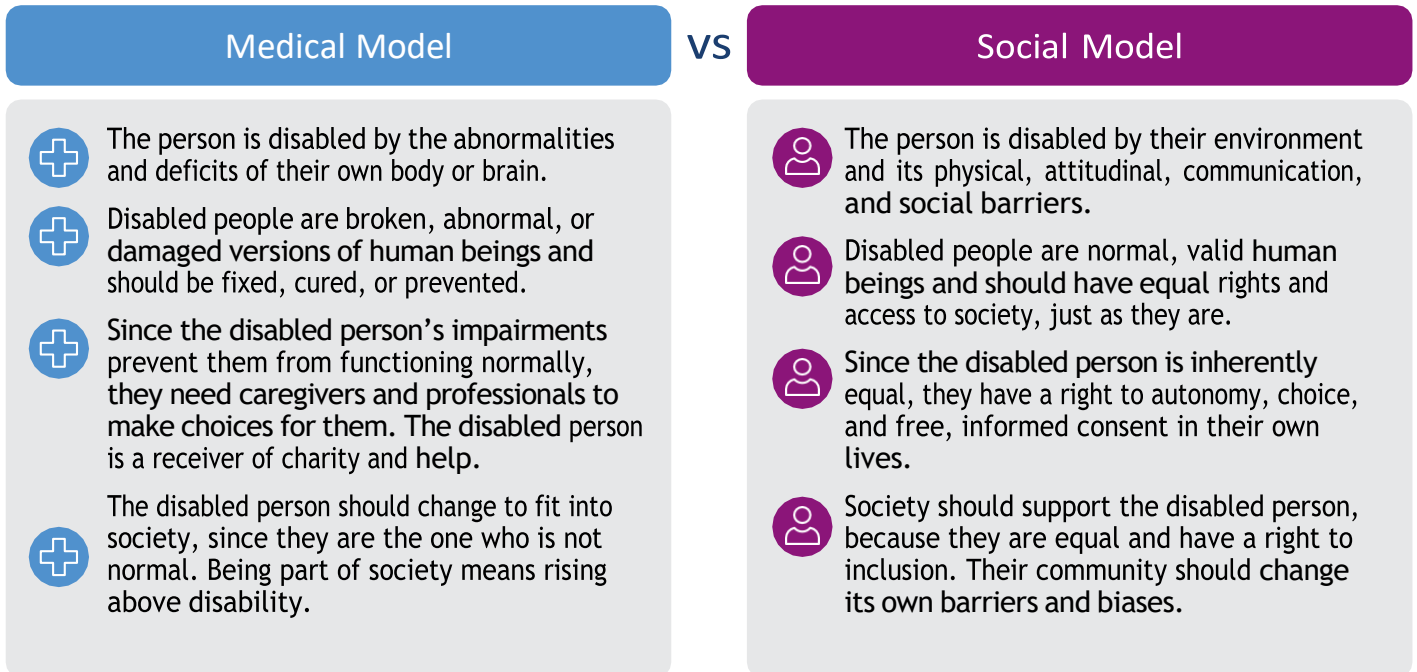 Medical Model
vs
Social Model
The person is disabled by the abnormalities
and deficits of their own body or brain.
Disabled people are broken, abnormal, or
damaged versions of human beings and
should be fixed, cured, or prevented.
Since the disabled person’s impairments
prevent them from functioning normally,
they need caregivers and professionals to
make choices for them. The disabled person
is a receiver of charity and help.
The disabled person should change to fit into
society, since they are the one who is not
normal. Being part of society means rising
above disability.
The person is disabled by their environment
and its physical, attitudinal, communication,
and social barriers.
Disabled people are normal, valid human
beings and should have equal rights and
access to society, just as they are.
Since the disabled person is inherently
equal, they have a right to autonomy, choice,
and free, informed consent in their own
lives.
Society should support the disabled person,
because they are equal and have a right to
inclusion. Their community should change
its own barriers and biases.